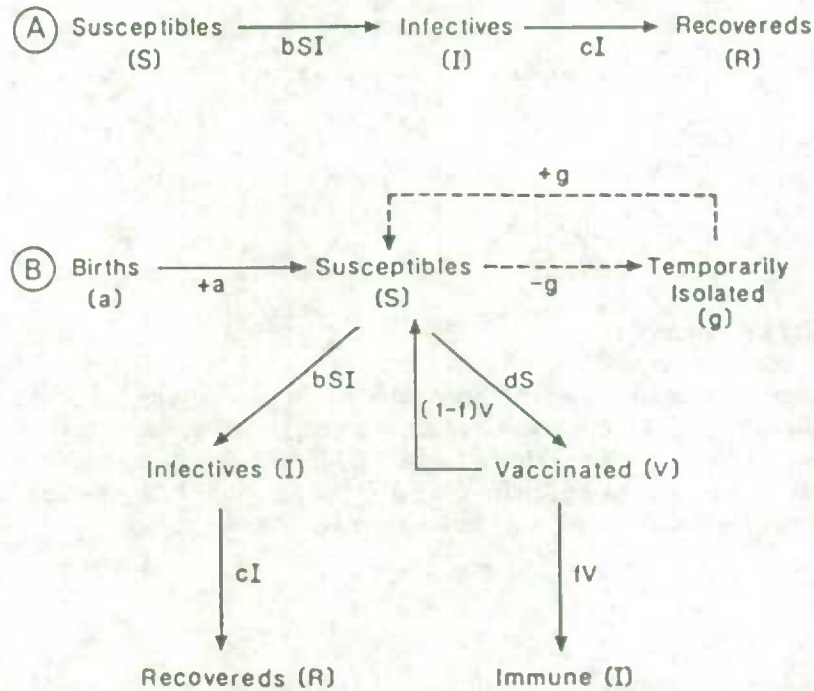 A Susceptibles Infectives Recovereds
bSI cI
(S) (I) (R)
+g
B Births Susceptibles Temporarily
+a -g Isolated
(a) (S) (g)
bSI dS
(1-f)V
Infectives (I) Vaccinated (V)
cI fV
Recovereds (R) Immune (I)